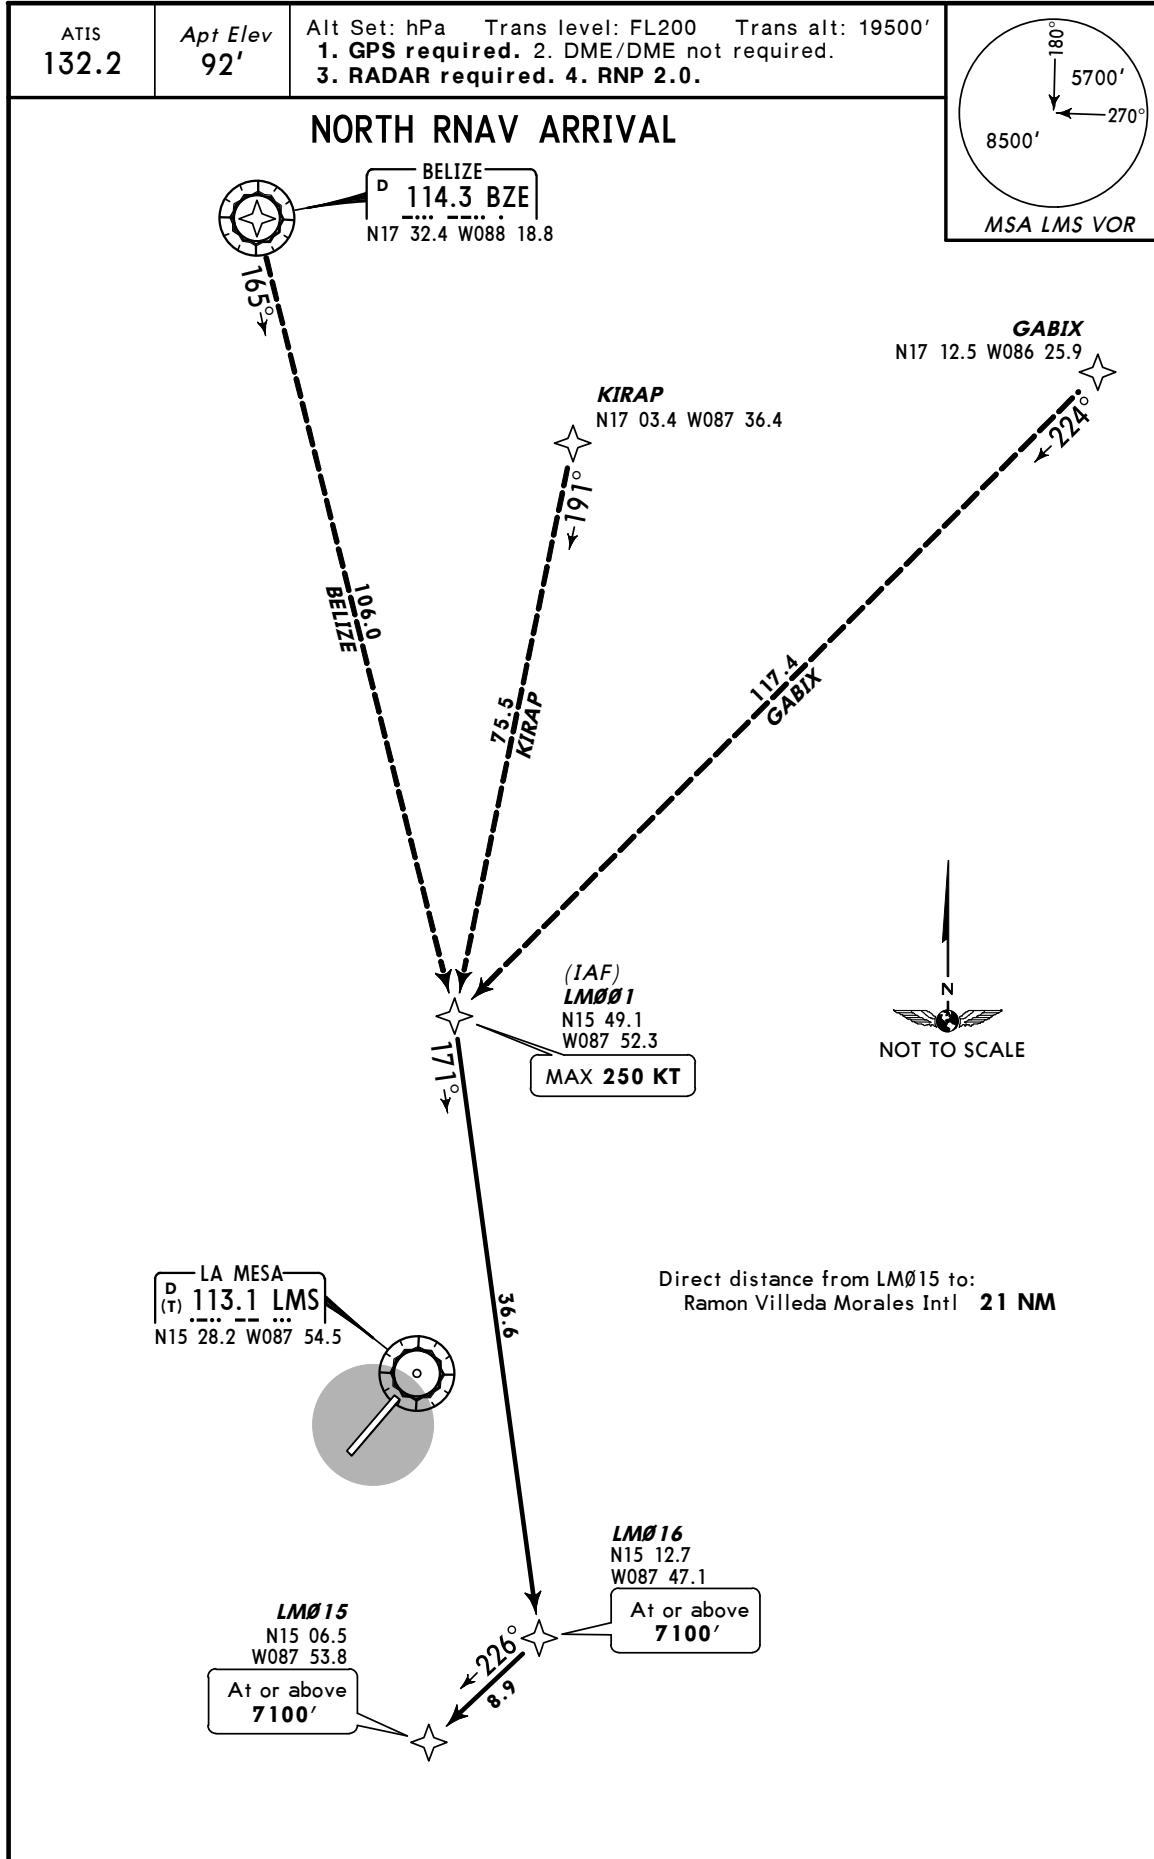 ATIS
132.2
Apt Elev
92'
Alt Set: hPa Trans level: FL200 Trans alt: 19500'
1. GPS required. 2. DME/DME not required.
3. RADAR required. 4. RNP 2.0.
180°
5700'
270°
8500'
MSA LMS VOR
NORTH RNAV ARRIVAL
BELIZE
D 114.3 BZE
N17 32.4 W088 18.8
165°
GABIX
N17 12.5 W086 25.9
224°
KIRAP
N17 03.4 W087 36.4
191°
106.0
BELIZE
75.5
KIRAP
117.4
GABIX
(IAF)
LMØØ1
N15 49.1
W087 52.3
MAX 250 KT
171°
N
NOT TO SCALE
LA MESA
D
(T) 113.1 LMS
N15 28.2 W087 54.5
36.6
Direct distance from LMØ15 to:
Ramon Villeda Morales Intl 21 NM
LMØ16
N15 12.7
W087 47.1
At or above
7100'
LMØ15
N15 06.5
W087 53.8
At or above
7100'
226°
8.9